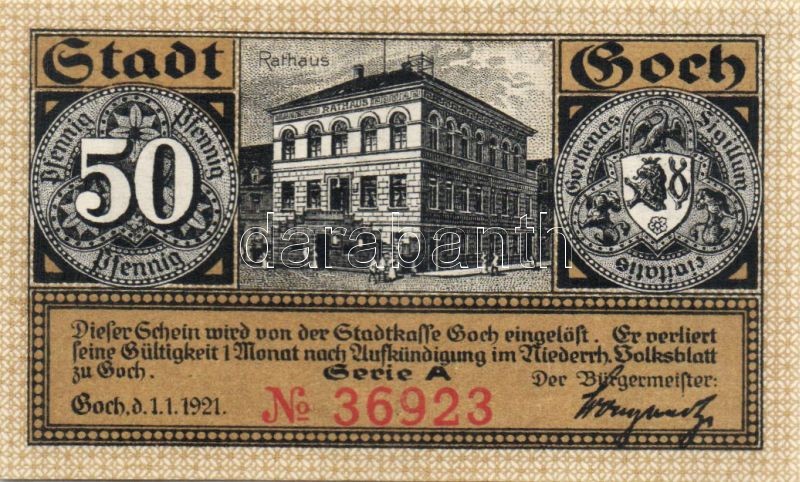 Stadt
Rathaus
Goch
RATHAUS
Pfennig Pfennig Pfennig
50
Sigillum civitatis Gochenas
darabanth
Dieser Schein wird von der Stadtkasse Goch eingelöst. Er verliert
seine Gültigkeit 1 Monat nach Aufkündigung im Niederrh. Volksblatt
zu Goch. Serie A Der Bürgermeister:
Goch, d. 1.1.1921. No 36923